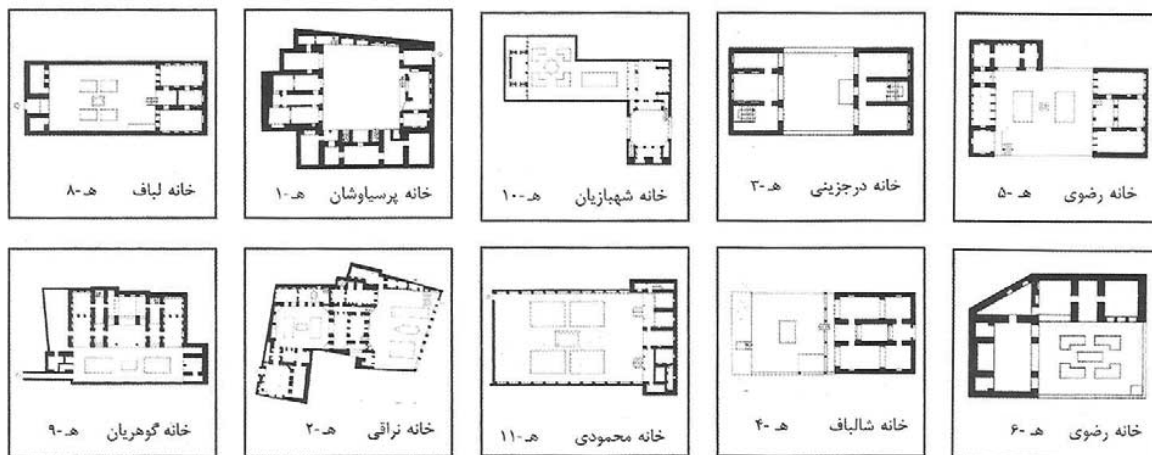 خانه رضوی هـ -۵
خانه درجزینی هـ -۳
خانه شهبازیان هـ -۱۰
خانه پرسیاوشان هـ -۱
خانه لباف هـ -۸
خانه رضوی هـ -۶
خانه شالباف هـ -۴
خانه محمودی هـ -۱۱
خانه نراقی هـ -۲
خانه گوهریان هـ -۹